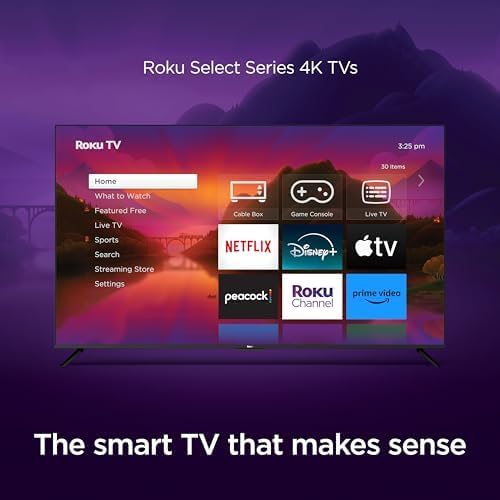 Roku Select Series 4K TVs
Roku TV
3:25 pm
30 Items
Home
What to Watch
Featured Free
Live TV
Sports
Search
Streaming Store
Settings
Cable Box
Game Console
Live TV
NETFLIX
Disney+
tv
peacock
Roku Channel
prime video
The smart TV that makes sense